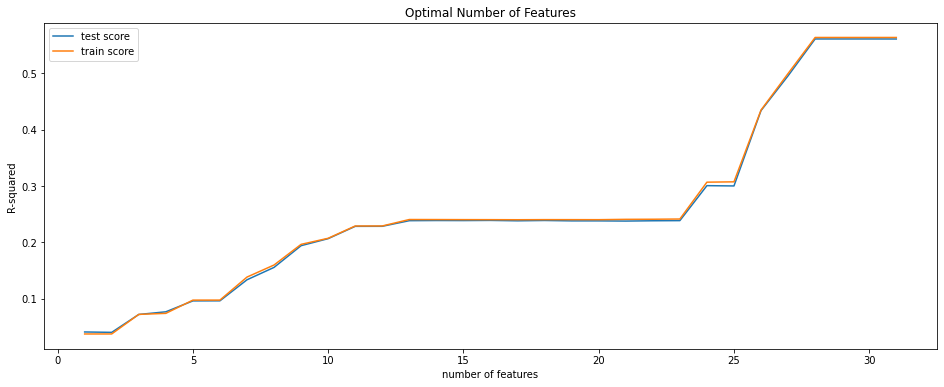 Optimal Number of Features
test score
train score
R-squared
0.5
0.4
0.3
0.2
0.1
0 5 10 15 20 25 30
number of features